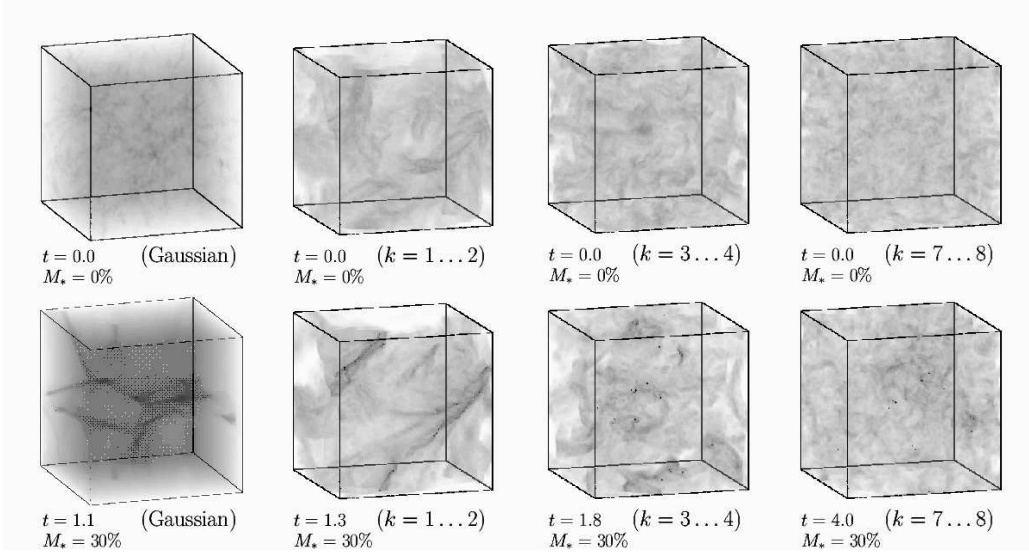 t = 0.0 (Gaussian)
M* = 0%
t = 0.0 (k = 1...2)
M* = 0%
t = 0.0 (k = 3...4)
M* = 0%
t = 0.0 (k = 7...8)
M* = 0%
t = 1.1 (Gaussian)
M* = 30%
t = 1.3 (k = 1...2)
M* = 30%
t = 1.8 (k = 3...4)
M* = 30%
t = 4.0 (k = 7...8)
M* = 30%